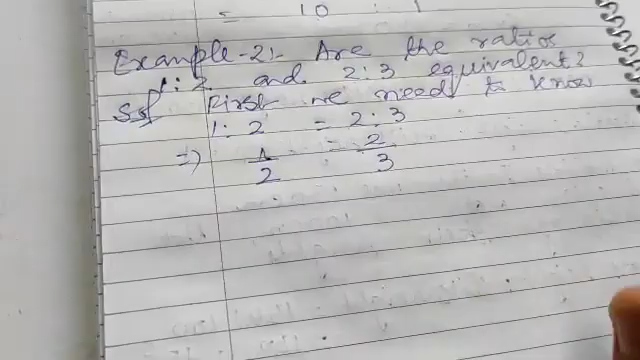 = 10 : 1
Example-2:- Are the ratios
1:2 and 2:3 equivalent?
Sol First we need to know
1:2 = 2:3
=> 1/2 = 2/3